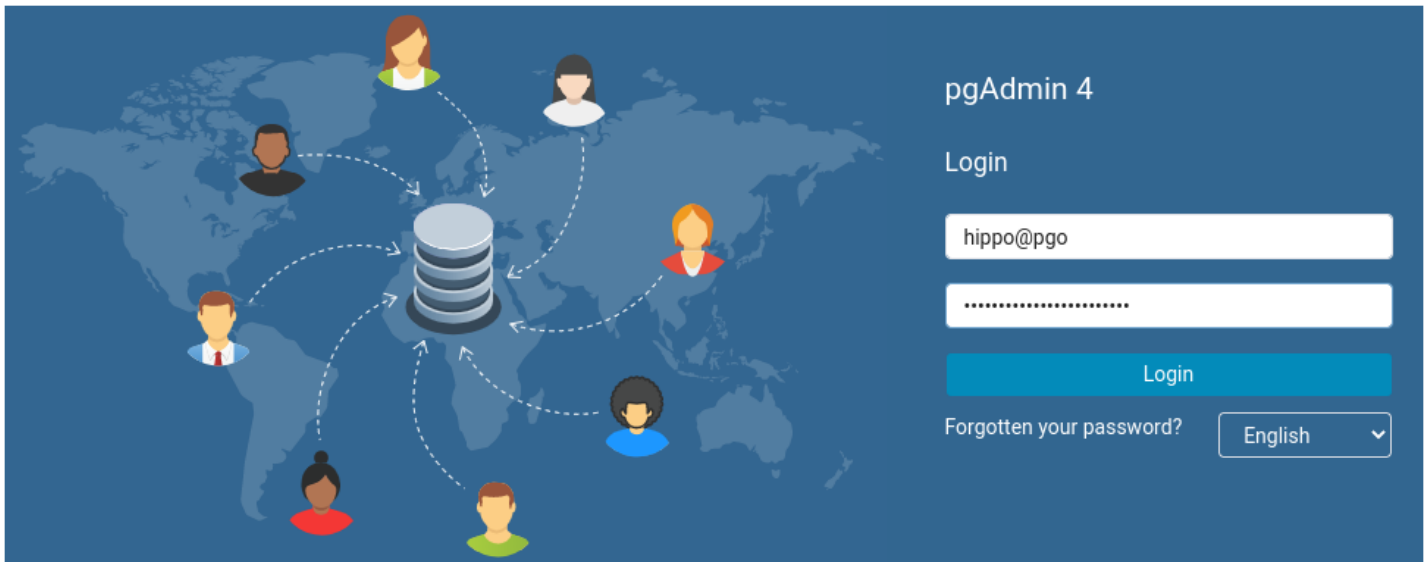 pgAdmin 4
Login
hippo@pgo
••••••••••••••••••••••••
Login
Forgotten your password?
English